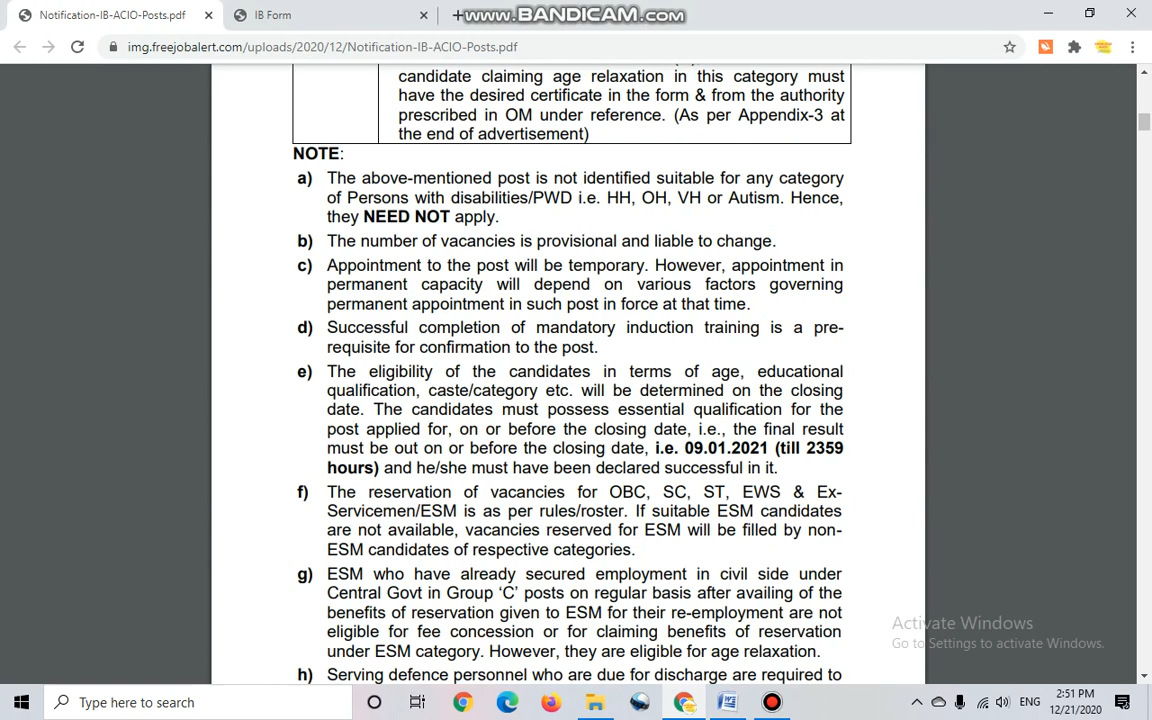 Notification-IB-ACIO-Posts.pdf
IB Form
WWW.BANDICAM.COM
img.freejobalert.com/uploads/2020/12/Notification-IB-ACIO-Posts.pdf
candidate claiming age relaxation in this category must
have the desired certificate in the form & from the authority
prescribed in OM under reference. (As per Appendix-3 at
the end of advertisement)
NOTE:
a) The above-mentioned post is not identified suitable for any category
of Persons with disabilities/PWD i.e. HH, OH, VH or Autism. Hence,
they NEED NOT apply.
b) The number of vacancies is provisional and liable to change.
c) Appointment to the post will be temporary. However, appointment in
permanent capacity will depend on various factors governing
permanent appointment in such post in force at that time.
d) Successful completion of mandatory induction training is a pre-
requisite for confirmation to the post.
e) The eligibility of the candidates in terms of age, educational
qualification, caste/category etc. will be determined on the closing
date. The candidates must possess essential qualification for the
post applied for, on or before the closing date, i.e., the final result
must be out on or before the closing date, i.e. 09.01.2021 (till 2359
hours) and he/she must have been declared successful in it.
f) The reservation of vacancies for OBC, SC, ST, EWS & Ex-
Servicemen/ESM is as per rules/roster. If suitable ESM candidates
are not available, vacancies reserved for ESM will be filled by non-
ESM candidates of respective categories.
g) ESM who have already secured employment in civil side under
Central Govt in Group ‘C’ posts on regular basis after availing of the
benefits of reservation given to ESM for their re-employment are not
eligible for fee concession or for claiming benefits of reservation
under ESM category. However, they are eligible for age relaxation.
h) Serving defence personnel who are due for discharge are required to
Activate Windows
Go to Settings to activate Windows.
Type here to search
ENG
2:51 PM
12/21/2020